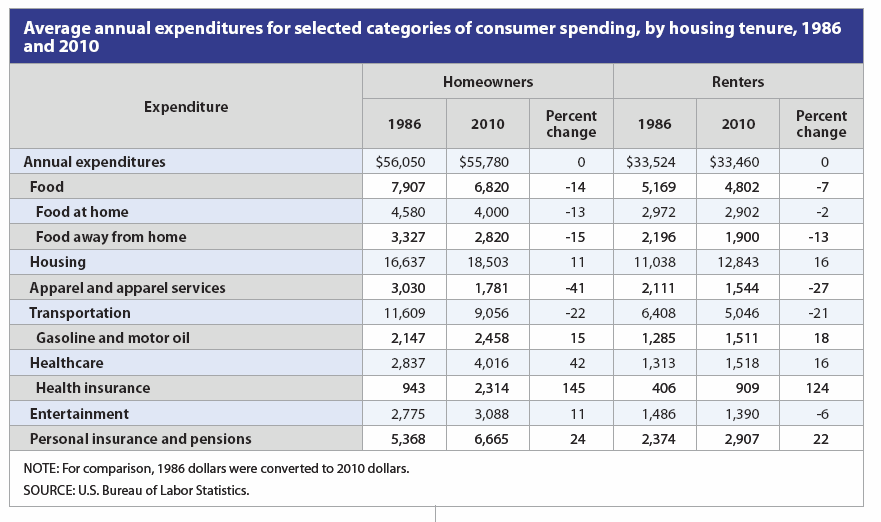 Average annual expenditures for selected categories of consumer spending, by housing tenure, 1986
and 2010
Expenditure Homeowners Renters
1986 2010 Percent change 1986 2010 Percent change
Annual expenditures $56,050 $55,780 0 $33,524 $33,460 0
Food 7,907 6,820 -14 5,169 4,802 -7
Food at home 4,580 4,000 -13 2,972 2,902 -2
Food away from home 3,327 2,820 -15 2,196 1,900 -13
Housing 16,637 18,503 11 11,038 12,843 16
Apparel and apparel services 3,030 1,781 -41 2,111 1,544 -27
Transportation 11,609 9,056 -22 6,408 5,046 -21
Gasoline and motor oil 2,147 2,458 15 1,285 1,511 18
Healthcare 2,837 4,016 42 1,313 1,518 16
Health insurance 943 2,314 145 406 909 124
Entertainment 2,775 3,088 11 1,486 1,390 -6
Personal insurance and pensions 5,368 6,665 24 2,374 2,907 22
NOTE: For comparison, 1986 dollars were converted to 2010 dollars.
SOURCE: U.S. Bureau of Labor Statistics.